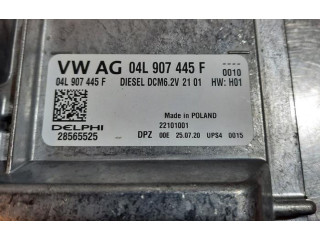 VW AG 04L 907 445 F
0010
04L 907 445 F DIESEL DCM6.2V 21 01 HW: H01
Made in POLAND
22101001
DELPHI
28565525
DPZ 0DE 25.07.20 UPS4 0015